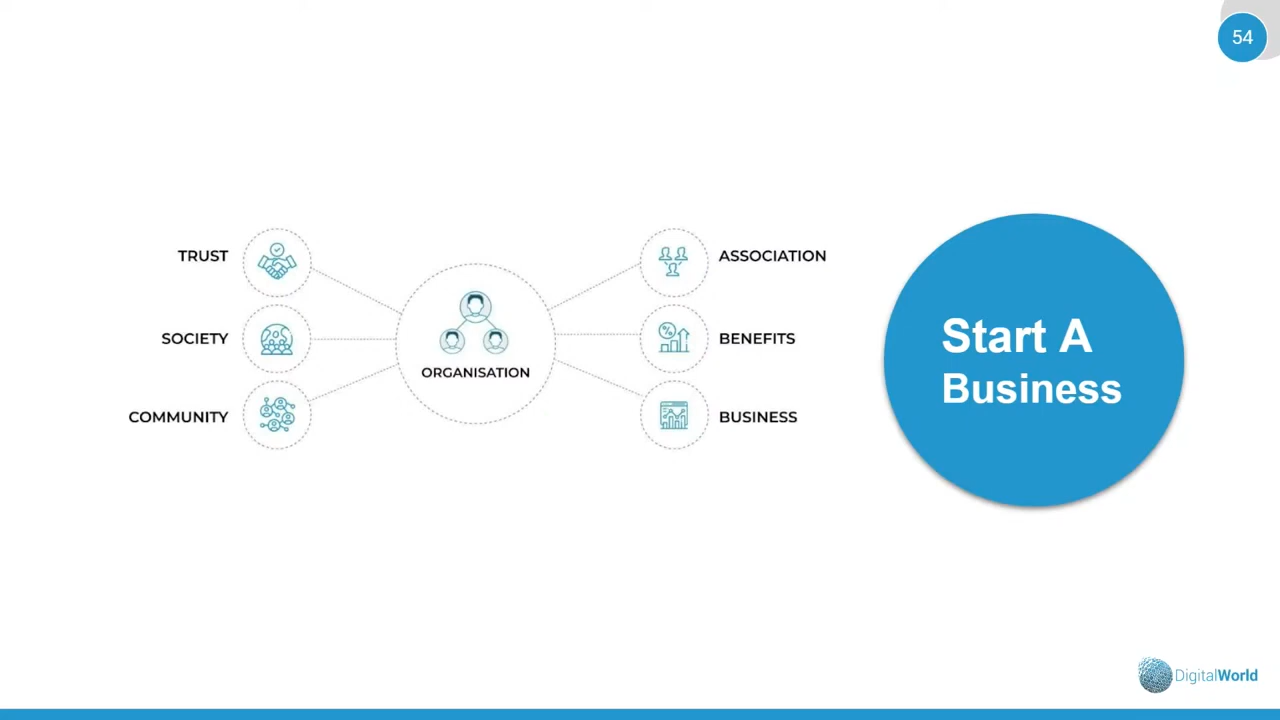 54
TRUST
SOCIETY
COMMUNITY
ORGANISATION
ASSOCIATION
BENEFITS
BUSINESS
Start A
Business
DigitalWorld